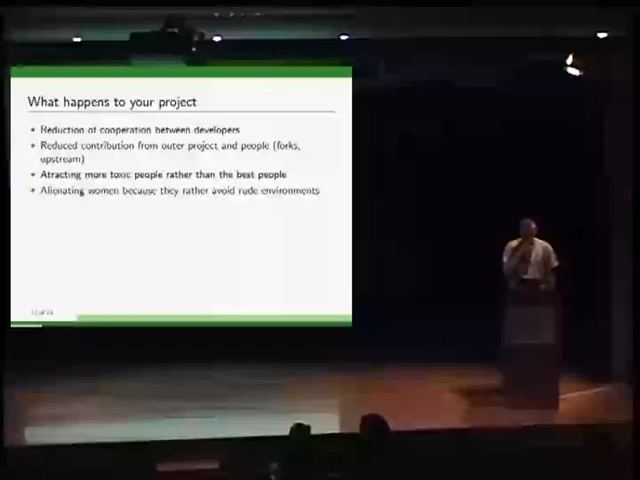 What happens to your project
Reduction of cooperation between developers
Reduced contribution from outer project and people (forks,
upstream)
Atracting more toxic people rather than the best people
Alienating women because they rather avoid rude environments